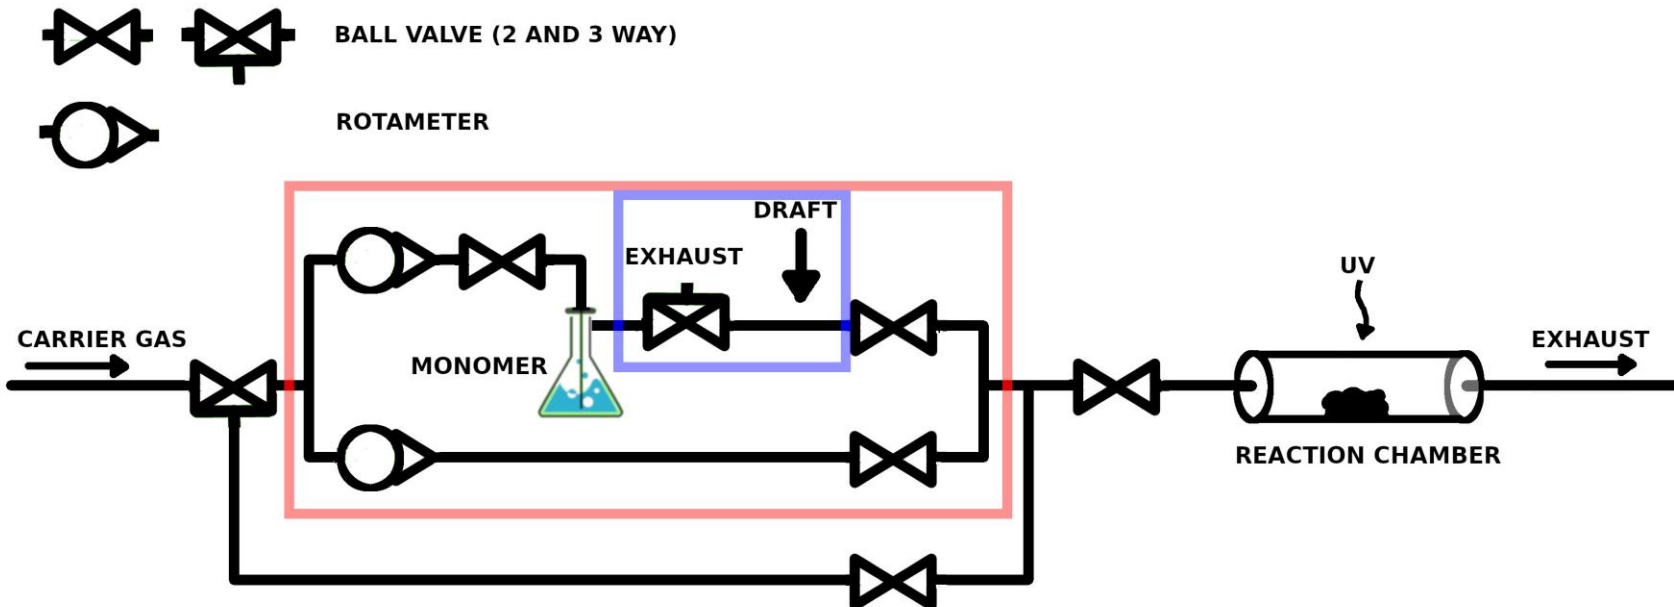 BALL VALVE (2 AND 3 WAY)
ROTAMETER
DRAFT
EXHAUST
UV
CARRIER GAS
MONOMER
EXHAUST
REACTION CHAMBER